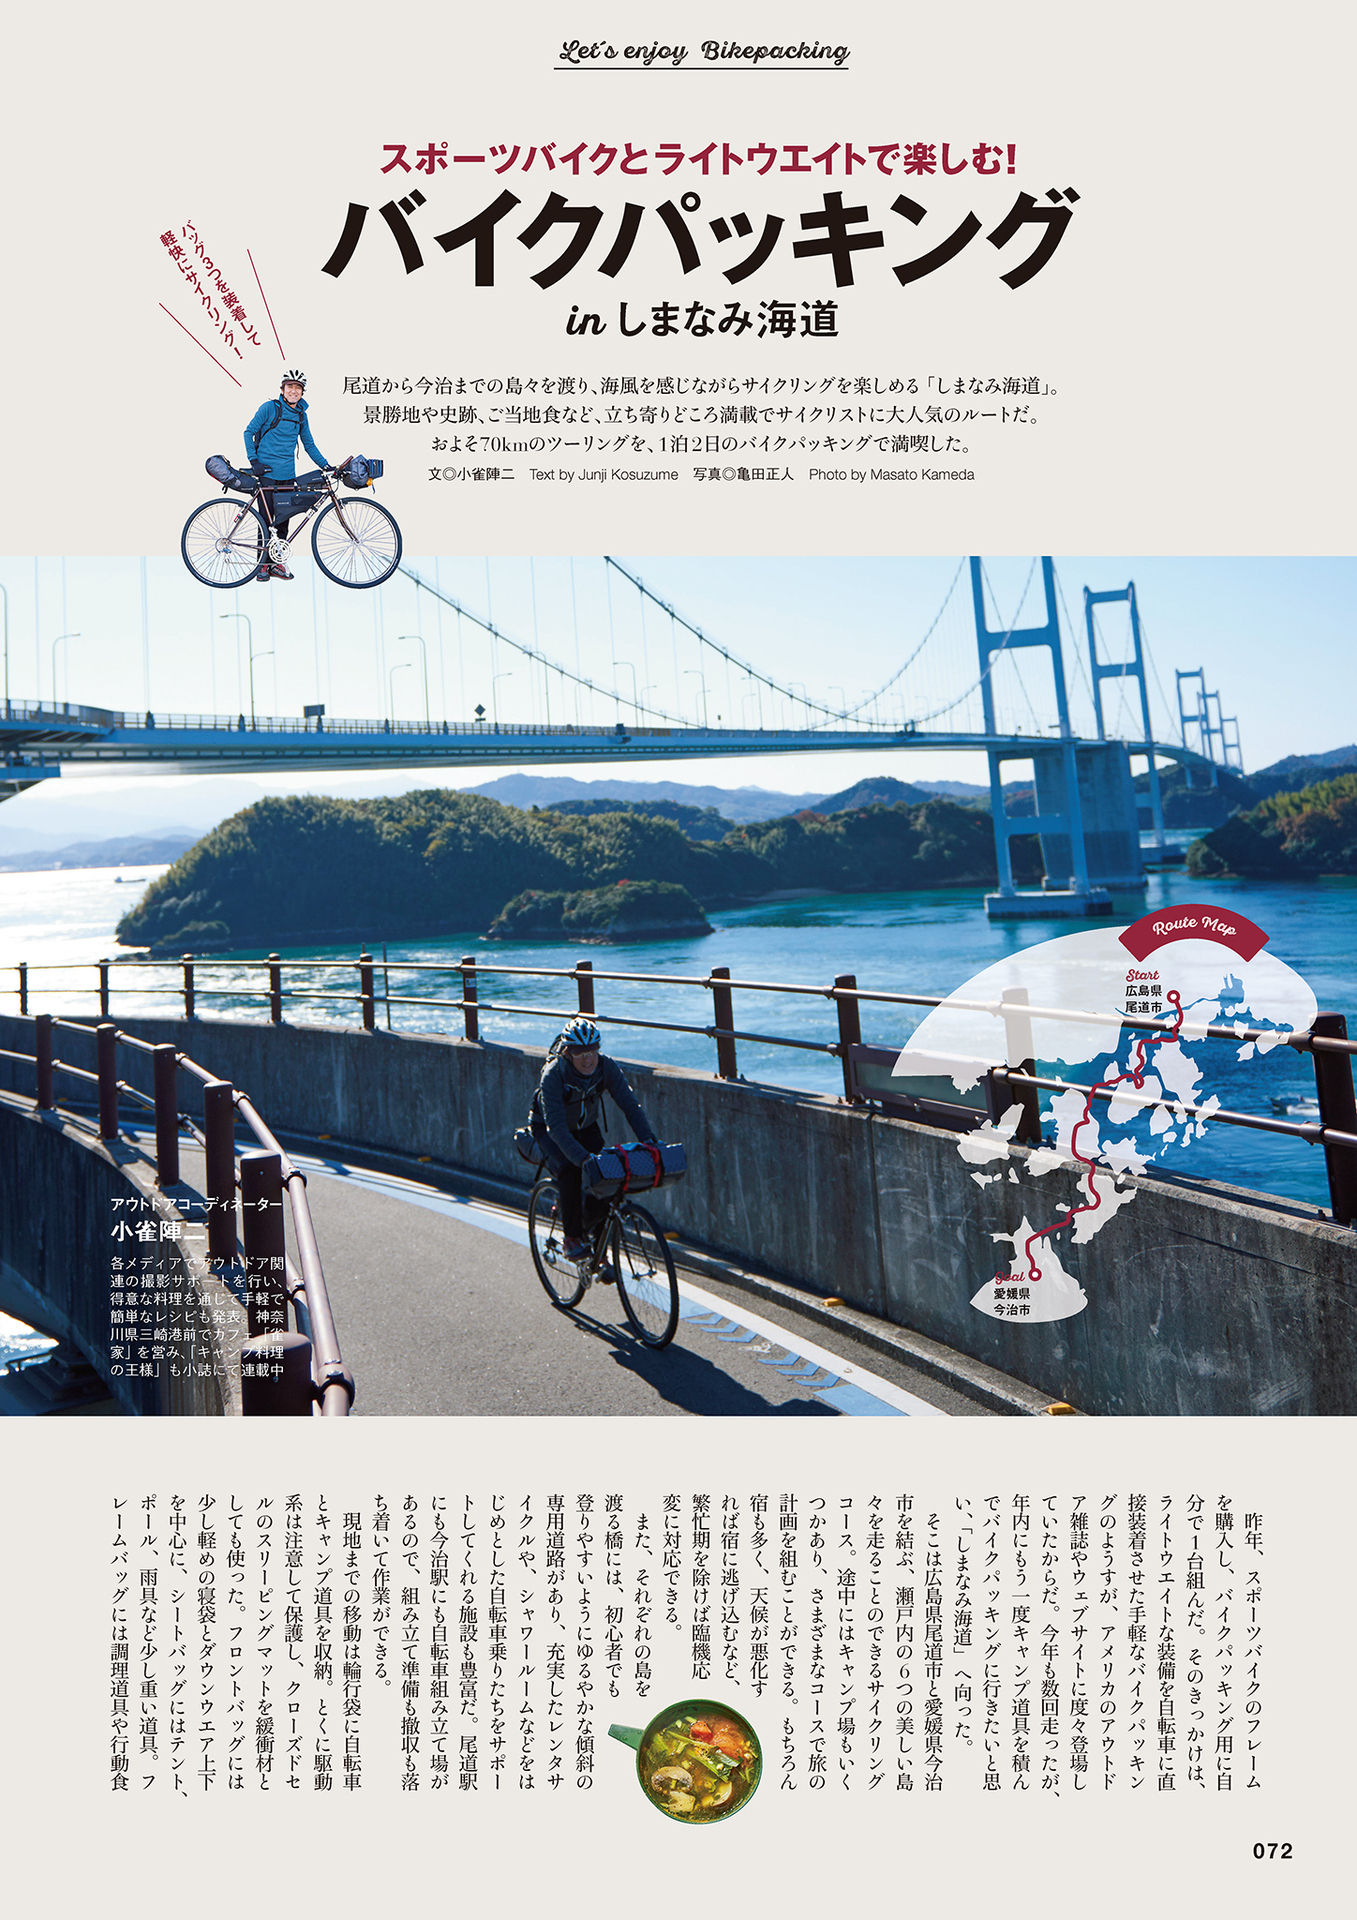 Let's enjoy Bikepacking
スポーツバイクとライトウエイトで楽しむ!
バイクパッキング
in しまなみ海道
バッグ3つを装着して
軽快にサイクリング!
尾道から今治までの島々を渡り、海風を感じながらサイクリングを楽しめる「しまなみ海道」。
景勝地や史跡、ご当地食など、立ち寄りどころ満載でサイクリストに大人気のルートだ。
およそ70kmのツーリングを、1泊2日のバイクパッキングで満喫した。
文◎小雀陣二 Text by Junji Kosuzume 写真◎亀田正人 Photo by Masato Kameda
Route Map
Start
広島県
尾道市
Goal
愛媛県
今治市
アウトドアコーディネーター
小雀陣二
各メディアでアウトドア関
連の撮影サポートを行い、
得意な料理を通じて手軽で
簡単なレシピも発表。神奈
川県三崎港前でカフェ「雀
家」を営み、「キャンプ料理
の王様」も小誌にて連載中
昨年、スポーツバイクのフレーム
を購入し、バイクパッキング用に自
分で1台組んだ。そのきっかけは、
ライトウエイトな装備を自転車に直
接装着させた手軽なバイクパッキン
グのようすが、アメリカのアウトド
ア雑誌やウェブサイトに度々登場し
ていたからだ。今年も数回走ったが、
年内にもう一度キャンプ道具を積ん
でバイクパッキングに行きたいと思
い、「しまなみ海道」へ向った。
そこは広島県尾道市と愛媛県今治
市を結ぶ、瀬戸内の6つの美しい島
々を走ることのできるサイクリング
コース。途中にはキャンプ場もいく
つかあり、さまざまなコースで旅の
計画を組むことができる。もちろん
宿も多く、天候が悪化す
れば宿に逃げ込むなど、
繁忙期を除けば臨機応
変に対応できる。
また、それぞれの島を
渡る橋には、初心者でも
登りやすいようにゆるやかな傾斜の
専用道路があり、充実したレンタサ
イクルや、シャワールームなどをは
じめとした自転車乗りたちをサポー
トしてくれる施設も豊富だ。尾道駅
にも今治駅にも自転車組み立て場が
あるので、組み立て準備も撤収も落
ち着いて作業ができる。
現地までの移動は輪行袋に自転車
とキャンプ道具を収納。とくに駆動
系は注意して保護し、クローズドセ
ルのスリーピングマットを緩衝材と
しても使った。フロントバッグには
少し軽めの寝袋とダウンウエア上下
を中心に、シートバッグにはテント、
ポール、雨具など少し重い道具。フ
レームバッグには調理道具や行動食
072